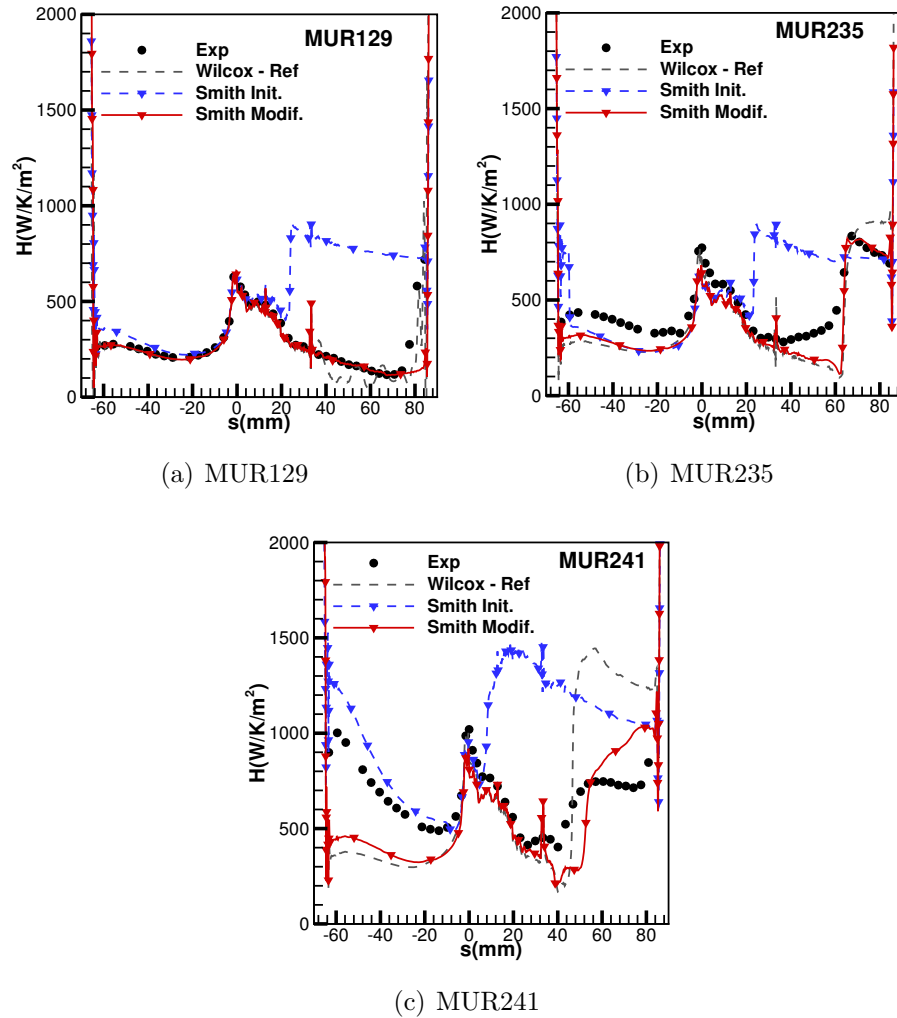 2000
MUR129
Exp
Wilcox - Ref
Smith Init.
Smith Modif.
1500
H(W/K/m²)
1000
500
0
-60 -40 -20 0 20 40 60 80
s(mm)
(a) MUR129
2000
MUR235
Exp
Wilcox - Ref
Smith Init.
Smith Modif.
1500
H(W/K/m²)
1000
500
0
-60 -40 -20 0 20 40 60 80
s(mm)
(b) MUR235
2000
MUR241
Exp
Wilcox - Ref
Smith Init.
Smith Modif.
1500
H(W/K/m²)
1000
500
0
-60 -40 -20 0 20 40 60 80
s(mm)
(c) MUR241